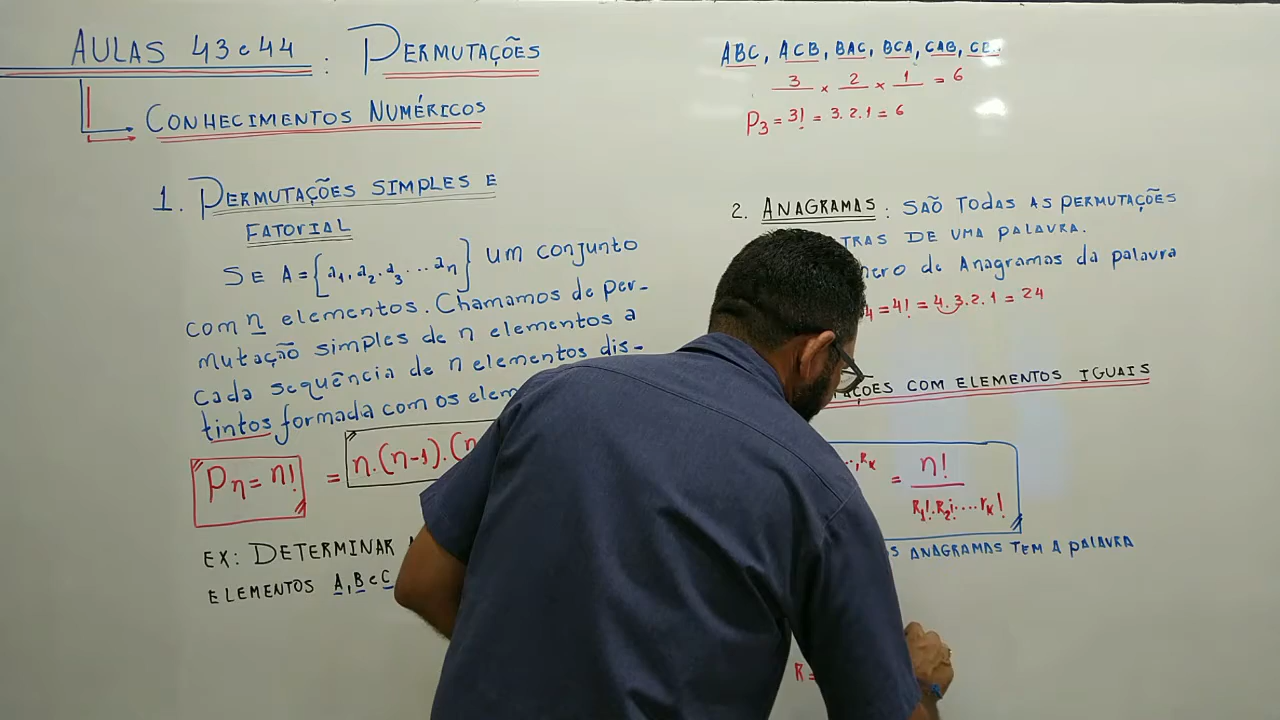 AULAS 43 e 44 : PERMUTAÇÕES
CONHECIMENTOS NUMÉRICOS
1. PERMUTAÇÕES SIMPLES E
FATORIAL
SE A = {a1, a2, a3 ... an} um conjunto
com n elementos. Chamamos de per-
mutação simples de n elementos a
cada sequência de n elementos dis-
tintos formada com os elem
Pn = n! = n.(n-1).(n
EX: DETERMINAR
ELEMENTOS A, B e C
ABC, ACB, BAC, BCA, CAB,
3 x 2 x 1 = 6
P3 = 3! = 3.2.1 = 6
2. ANAGRAMAS: SÃO TODAS AS PERMUTAÇÕES
TRAS DE UMA PALAVRA.
ero de Anagramas da palavra
4 = 4! = 4.3.2.1 = 24
AÇÕES COM ELEMENTOS IGUAIS
..., RK = n! / R1!.R2!....rK!
S ANAGRAMAS TEM A PALAVRA
R =